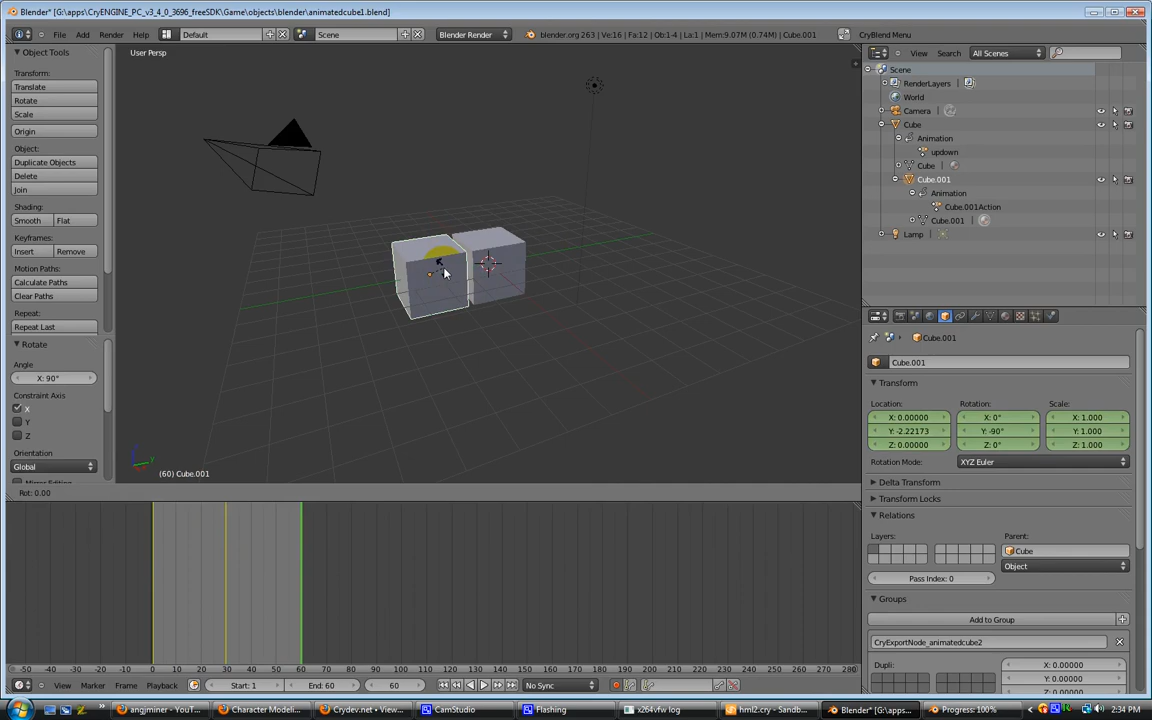 Blender* [G:\apps\CryENGINE_PC_v3_4_0_3696_freeSDK\Game\objects\blender\animatedcube1.blend]
File Add Render Help Default Scene Blender Render blender.org 263 | Ve:16 | Fa:12 | Ob:1-4 | La:1 | Mem:9.07M (0.74M) | Cube.001 CryBlend Menu
Object Tools
Transform:
Translate
Rotate
Scale
Origin
Object:
Duplicate Objects
Delete
Join
Shading:
Smooth Flat
Keyframes:
Insert Remove
Motion Paths:
Calculate Paths
Clear Paths
Repeat:
Repeat Last
Rotate
Angle
X: 90°
Constraint Axis
X
Y
Z
Orientation
Global
User Persp
(60) Cube.001
Rot: 0.00
View Search All Scenes
Scene
RenderLayers
World
Camera
Cube
Animation
updown
Cube
Cube.001
Animation
Cube.001Action
Cube.001
Lamp
Cube.001
Cube.001
Transform
Location: Rotation: Scale:
X: 0.00000 X: 0° X: 1.000
Y: -2.22173 Y: -90° Y: 1.000
Z: 0.00000 Z: 0° Z: 1.000
Rotation Mode: XYZ Euler
Delta Transform
Transform Locks
Relations
Layers: Parent:
Cube
Object
Pass Index: 0
Groups
Add to Group
CryExportNode_animatedcube2
Dupli: X: 0.00000
Y: 0.00000
-50 -40 -30 -20 -10 0 10 20 30 40 50 60 70 80 90 100 110 120 130 140 150 160 170 180 190 200 210 220 230 240 250 260 270 280
View Marker Frame Playback Start: 1 End: 60 60 No Sync
angjminer - YouT... Character Modeli... Crydev.net • View... CamStudio Flashing x264vfw log hml2.cry - Sandb... Blender* [G:\apps... Progress: 100% 2:34 PM